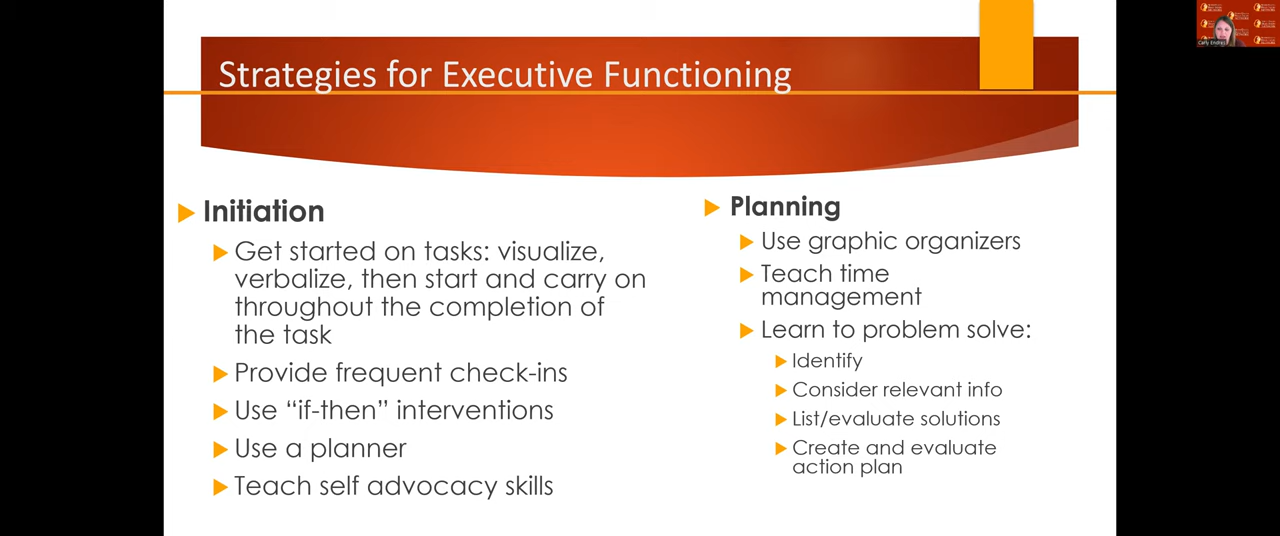 Strategies for Executive Functioning
Initiation
Get started on tasks: visualize,
verbalize, then start and carry on
throughout the completion of
the task
Provide frequent check-ins
Use “if-then” interventions
Use a planner
Teach self advocacy skills
Planning
Use graphic organizers
Teach time
management
Learn to problem solve:
Identify
Consider relevant info
List/evaluate solutions
Create and evaluate
action plan
Carly